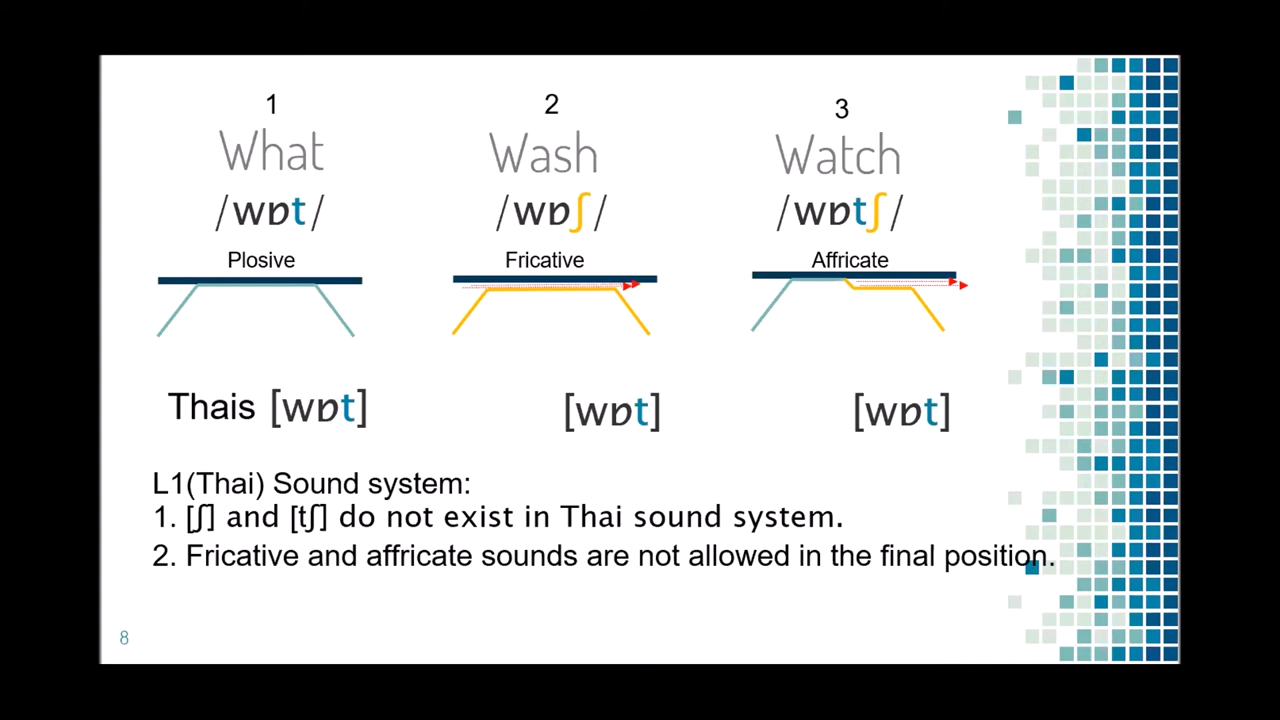 1 2 3
What Wash Watch
/wɒt/ /wɒʃ/ /wɒtʃ/
Plosive Fricative Affricate
Thais [wɒt] [wɒt] [wɒt]
L1(Thai) Sound system:
1. [ʃ] and [tʃ] do not exist in Thai sound system.
2. Fricative and affricate sounds are not allowed in the final position.
8